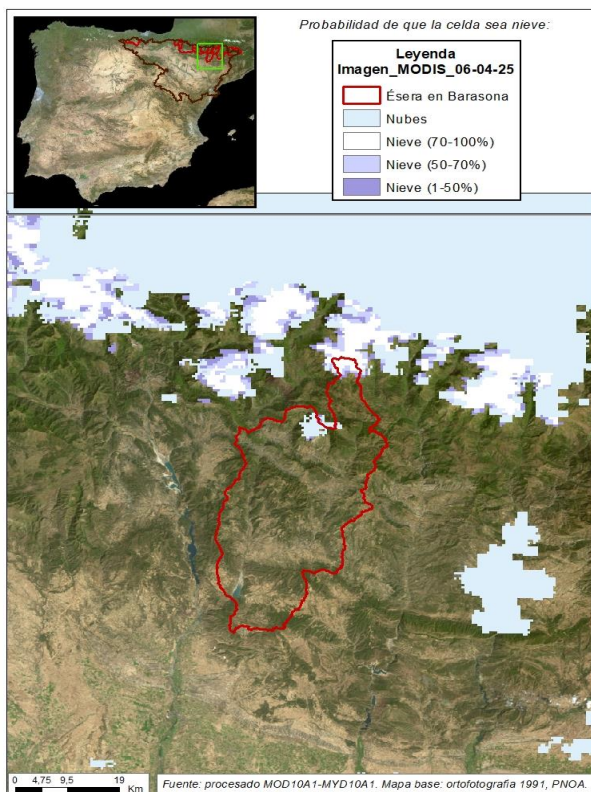 Probabilidad de que la celda sea nieve:
Leyenda
Imagen_MODIS_06-04-25
Ésera en Barasona
Nubes
Nieve (70-100%)
Nieve (50-70%)
Nieve (1-50%)
0 4,75 9,5 19
Km
Fuente: procesado MOD10A1-MYD10A1. Mapa base: ortofotografia 1991, PNOA.